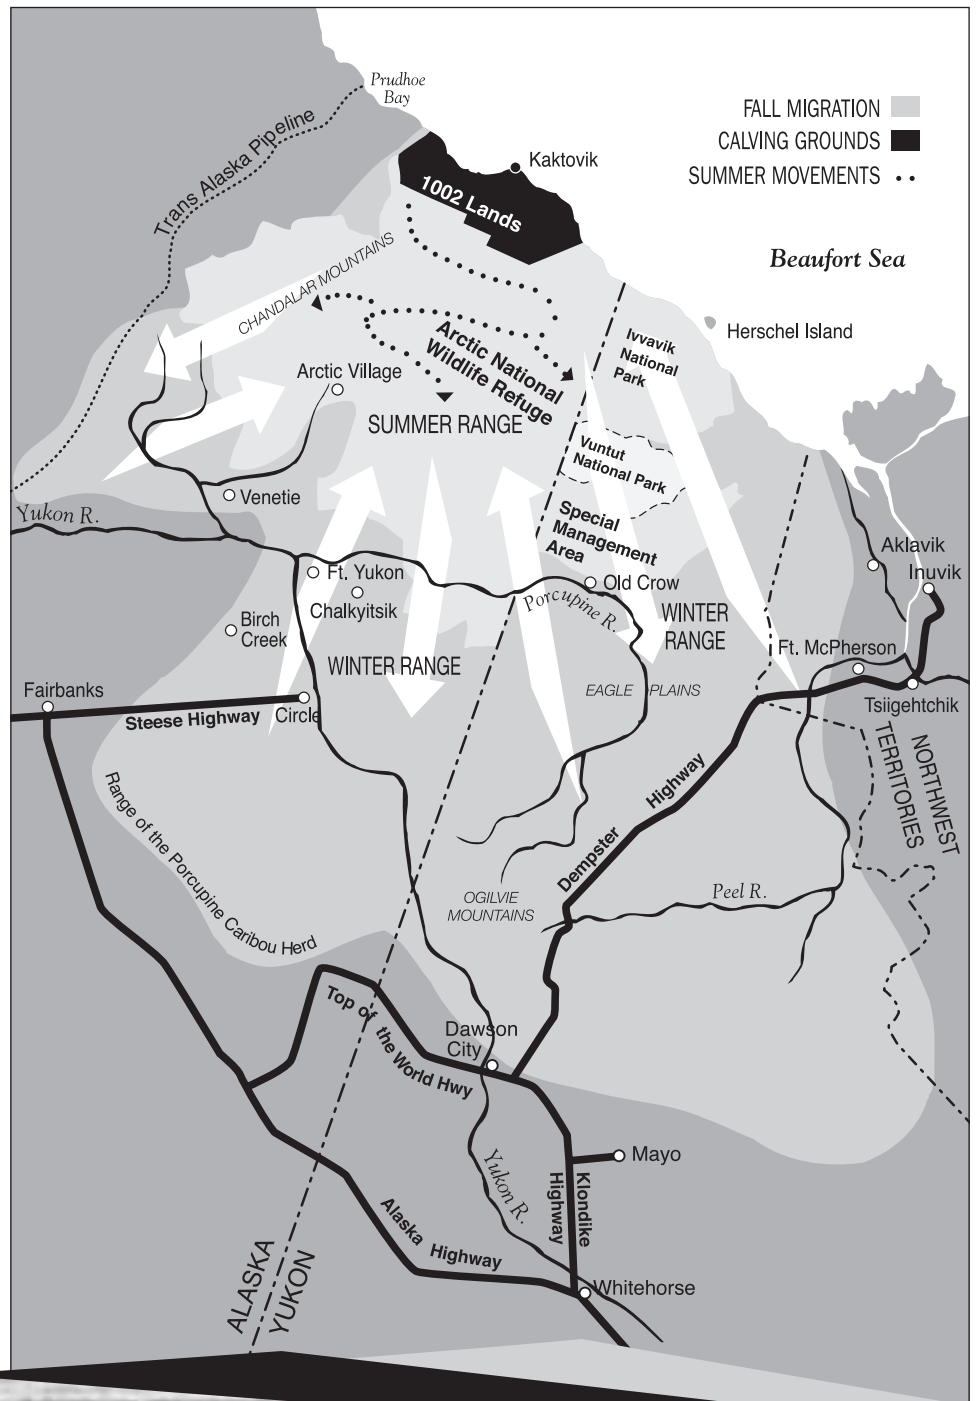 Prudhoe
Bay
FALL MIGRATION
CALVING GROUNDS
SUMMER MOVEMENTS
Trans Alaska Pipeline
Kaktovik
1002 Lands
Beaufort Sea
CHANDALAR MOUNTAINS
Herschel Island
Ivvavik
National
Park
Arctic National
Wildlife Refuge
Arctic Village
SUMMER RANGE
Vuntut
National Park
Venetie
Yukon R.
Special
Management
Area
Aklavik
Inuvik
Ft. Yukon
Chalkyitsik
Old Crow
Porcupine R.
Birch
Creek
WINTER
RANGE
Ft. McPherson
WINTER RANGE
Fairbanks
EAGLE PLAINS
Steese Highway
Circle
Tsiigehtchik
NORTHWEST
TERRITORIES
Dempster Highway
Range of the Porcupine Caribou Herd
OGILVIE
MOUNTAINS
Peel R.
Top of the World Hwy
Dawson
City
Mayo
Yukon R.
Klondike
Highway
Alaska Highway
ALASKA
YUKON
Whitehorse